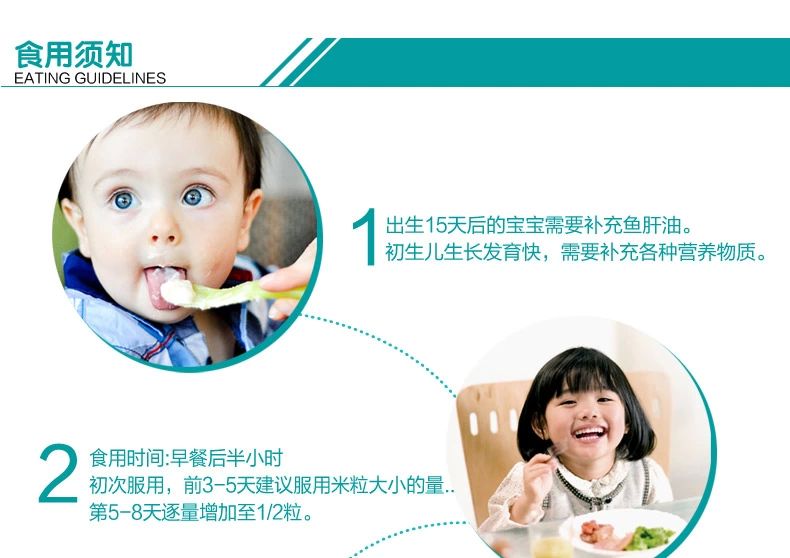 食用须知
EATING GUIDELINES
1
出生15天后的宝宝需要补充鱼肝油。
初生儿生长发育快，需要补充各种营养物质。
2
食用时间:早餐后半小时
初次服用，前3-5天建议服用米粒大小的量..
第5-8天逐量增加至1/2粒。